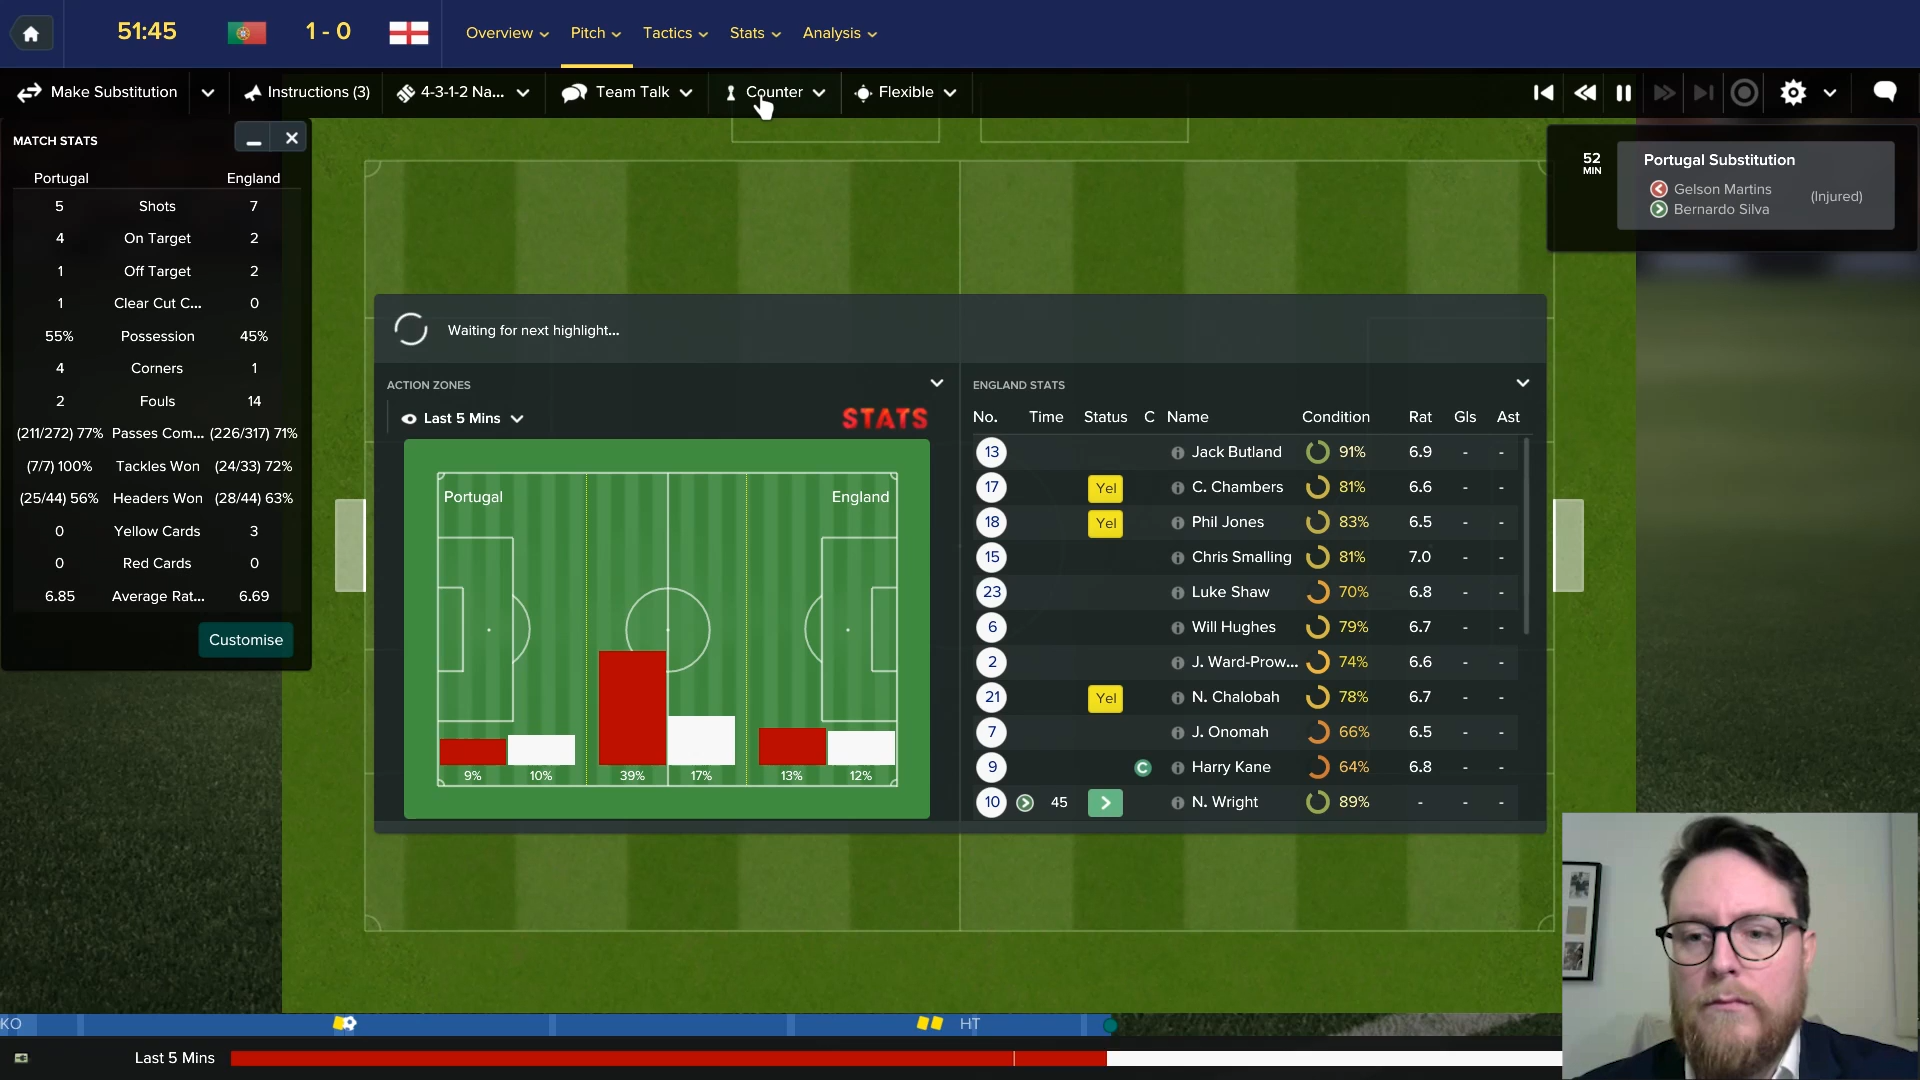 51:45 1 - 0 Overview Pitch Tactics Stats Analysis
Make Substitution Instructions (3) 4-3-1-2 Na... Team Talk Counter Flexible
MATCH STATS
Portugal England
5 Shots 7
4 On Target 2
1 Off Target 2
1 Clear Cut C... 0
55% Possession 45%
4 Corners 1
2 Fouls 14
(211/272) 77% Passes Com... (226/317) 71%
(7/7) 100% Tackles Won (24/33) 72%
(25/44) 56% Headers Won (28/44) 63%
0 Yellow Cards 3
0 Red Cards 0
6.85 Average Rat... 6.69
Customise
52 MIN
Portugal Substitution
Gelson Martins
Bernardo Silva
(Injured)
Waiting for next highlight...
ACTION ZONES
Last 5 Mins
STATS
Portugal England
9% 10% 39% 17% 13% 12%
ENGLAND STATS
No. Time Status C Name Condition Rat Gls Ast
13 Jack Butland 91% 6.9 - -
17 Yel C. Chambers 81% 6.6 - -
18 Yel Phil Jones 83% 6.5 - -
15 Chris Smalling 81% 7.0 - -
23 Luke Shaw 70% 6.8 - -
6 Will Hughes 79% 6.7 - -
2 J. Ward-Prow... 74% 6.6 - -
21 Yel N. Chalobah 78% 6.7 - -
7 J. Onomah 66% 6.5 - -
9 C Harry Kane 64% 6.8 - -
10 45 N. Wright 89% - - -
KO HT
Last 5 Mins